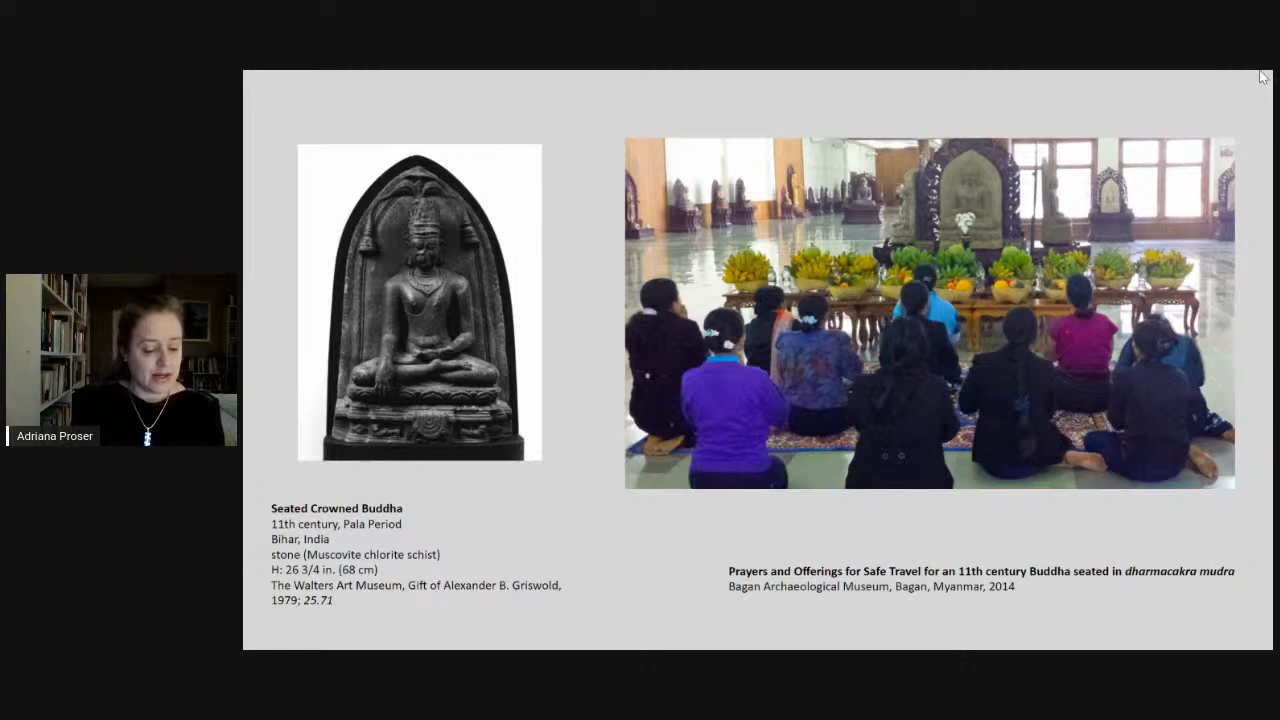 Adriana Proser
Seated Crowned Buddha
11th century, Pala Period
Bihar, India
stone (Muscovite chlorite schist)
H: 26 3/4 in. (68 cm)
The Walters Art Museum, Gift of Alexander B. Griswold,
1979; 25.71
Prayers and Offerings for Safe Travel for an 11th century Buddha seated in dharmacakra mudra
Bagan Archaeological Museum, Bagan, Myanmar, 2014